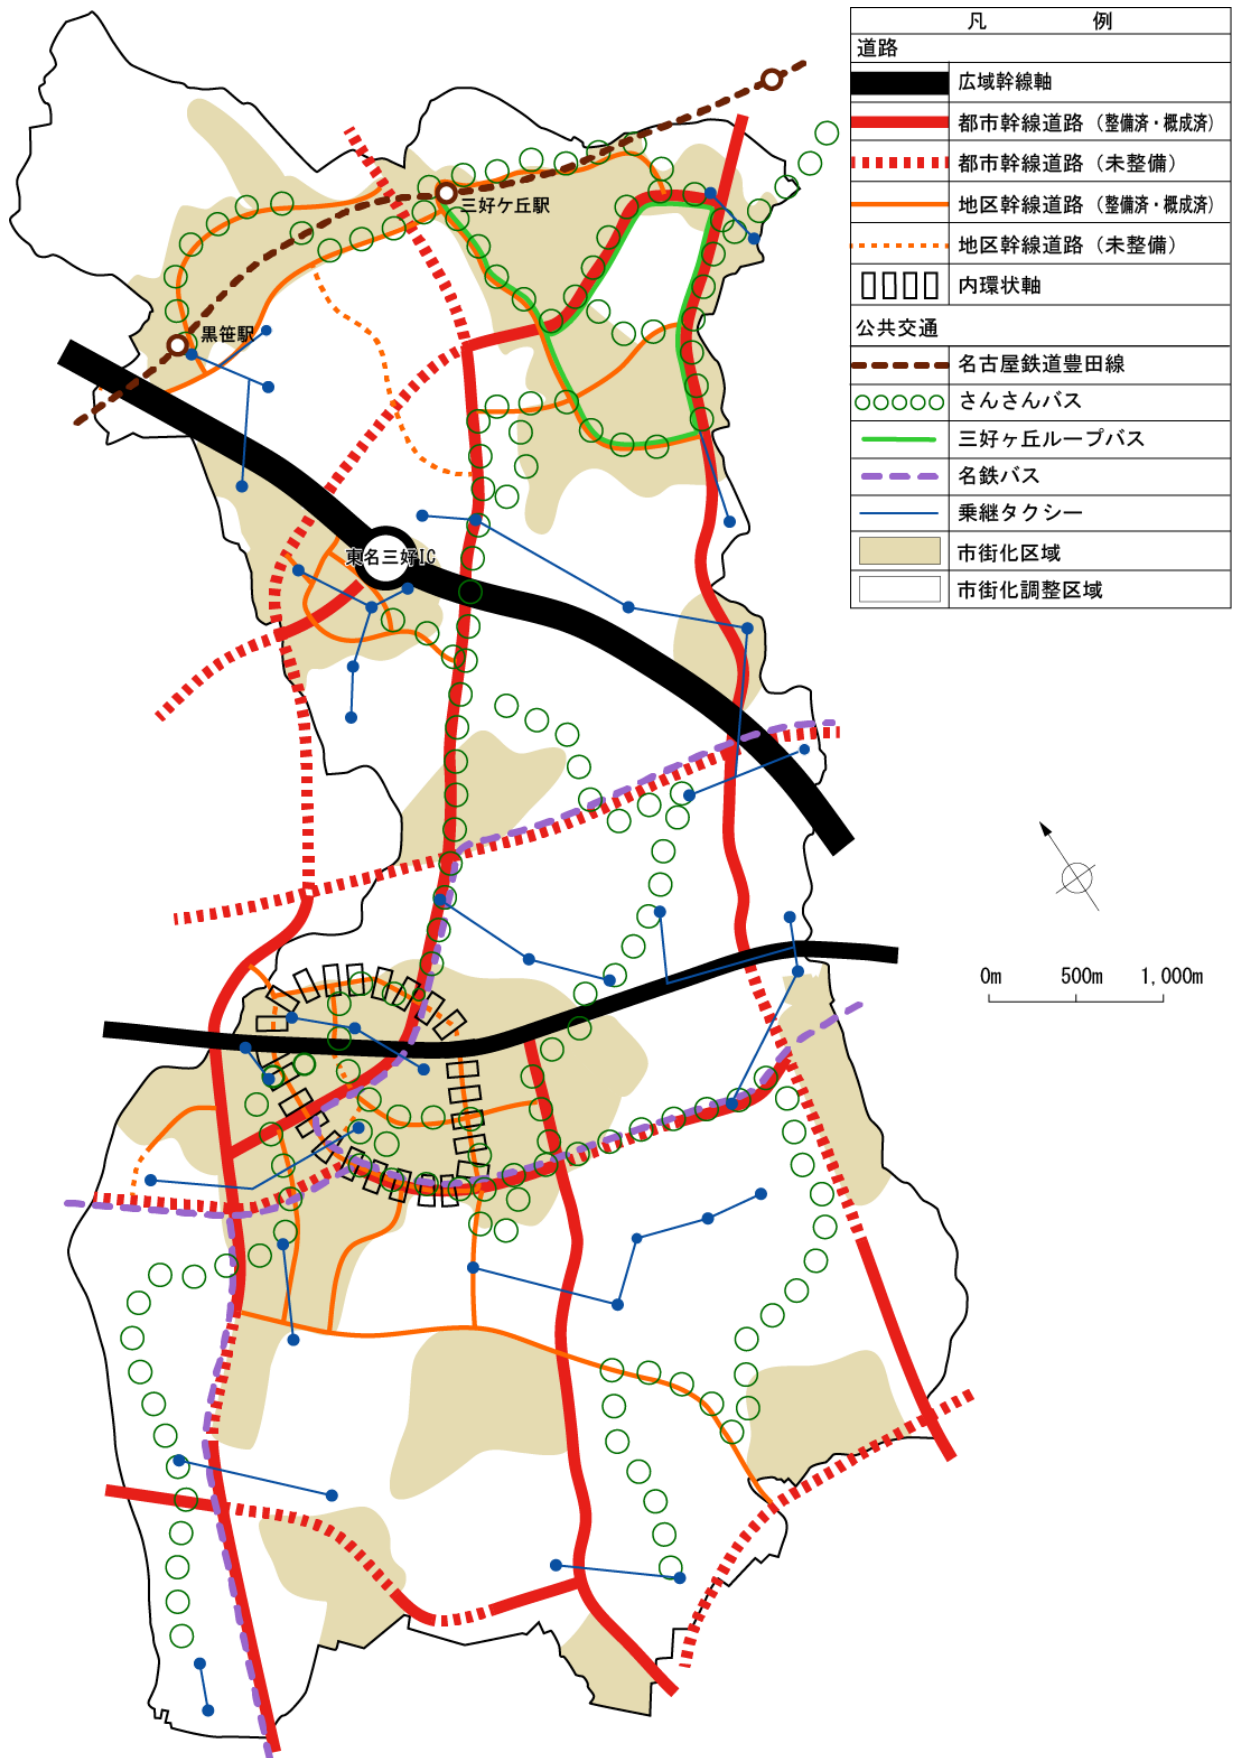 凡　　　例
道路
広域幹線軸
都市幹線道路（整備済・概成済）
都市幹線道路（未整備）
地区幹線道路（整備済・概成済）
地区幹線道路（未整備）
内環状軸
公共交通
名古屋鉄道豊田線
さんさんバス
三好ヶ丘ループバス
名鉄バス
乗継タクシー
市街化区域
市街化調整区域
三好ケ丘駅
黒笹駅
東名三好IC
0m 500m 1,000m